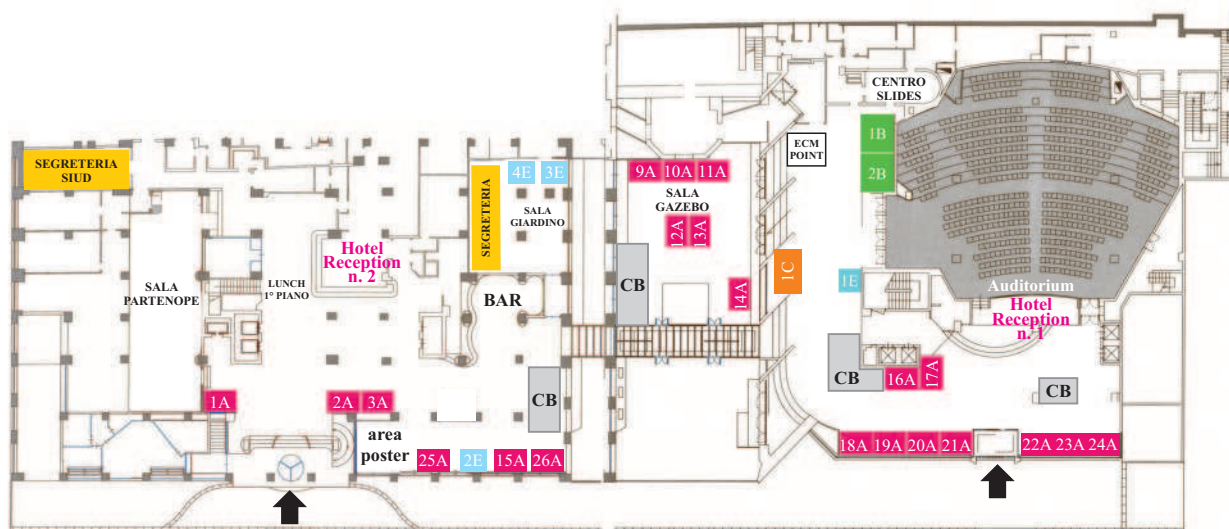 CENTRO
SLIDES
1B
ECM
POINT
2B
SEGRETERIA
SIUD
4E
3E
9A
10A
11A
SEGRETERIA
SALA
GIARDINO
SALA
GAZEBO
12A
13A
Hotel
Reception
n. 2
SALA
PARTENOPE
LUNCH
1° PIANO
BAR
CB
14A
1C
1E
Auditorium
Hotel
Reception
n. 1
CB
16A
17A
CB
CB
1A
2A
3A
area
poster
25A
2E
15A
26A
18A
19A
20A
21A
22A
23A
24A